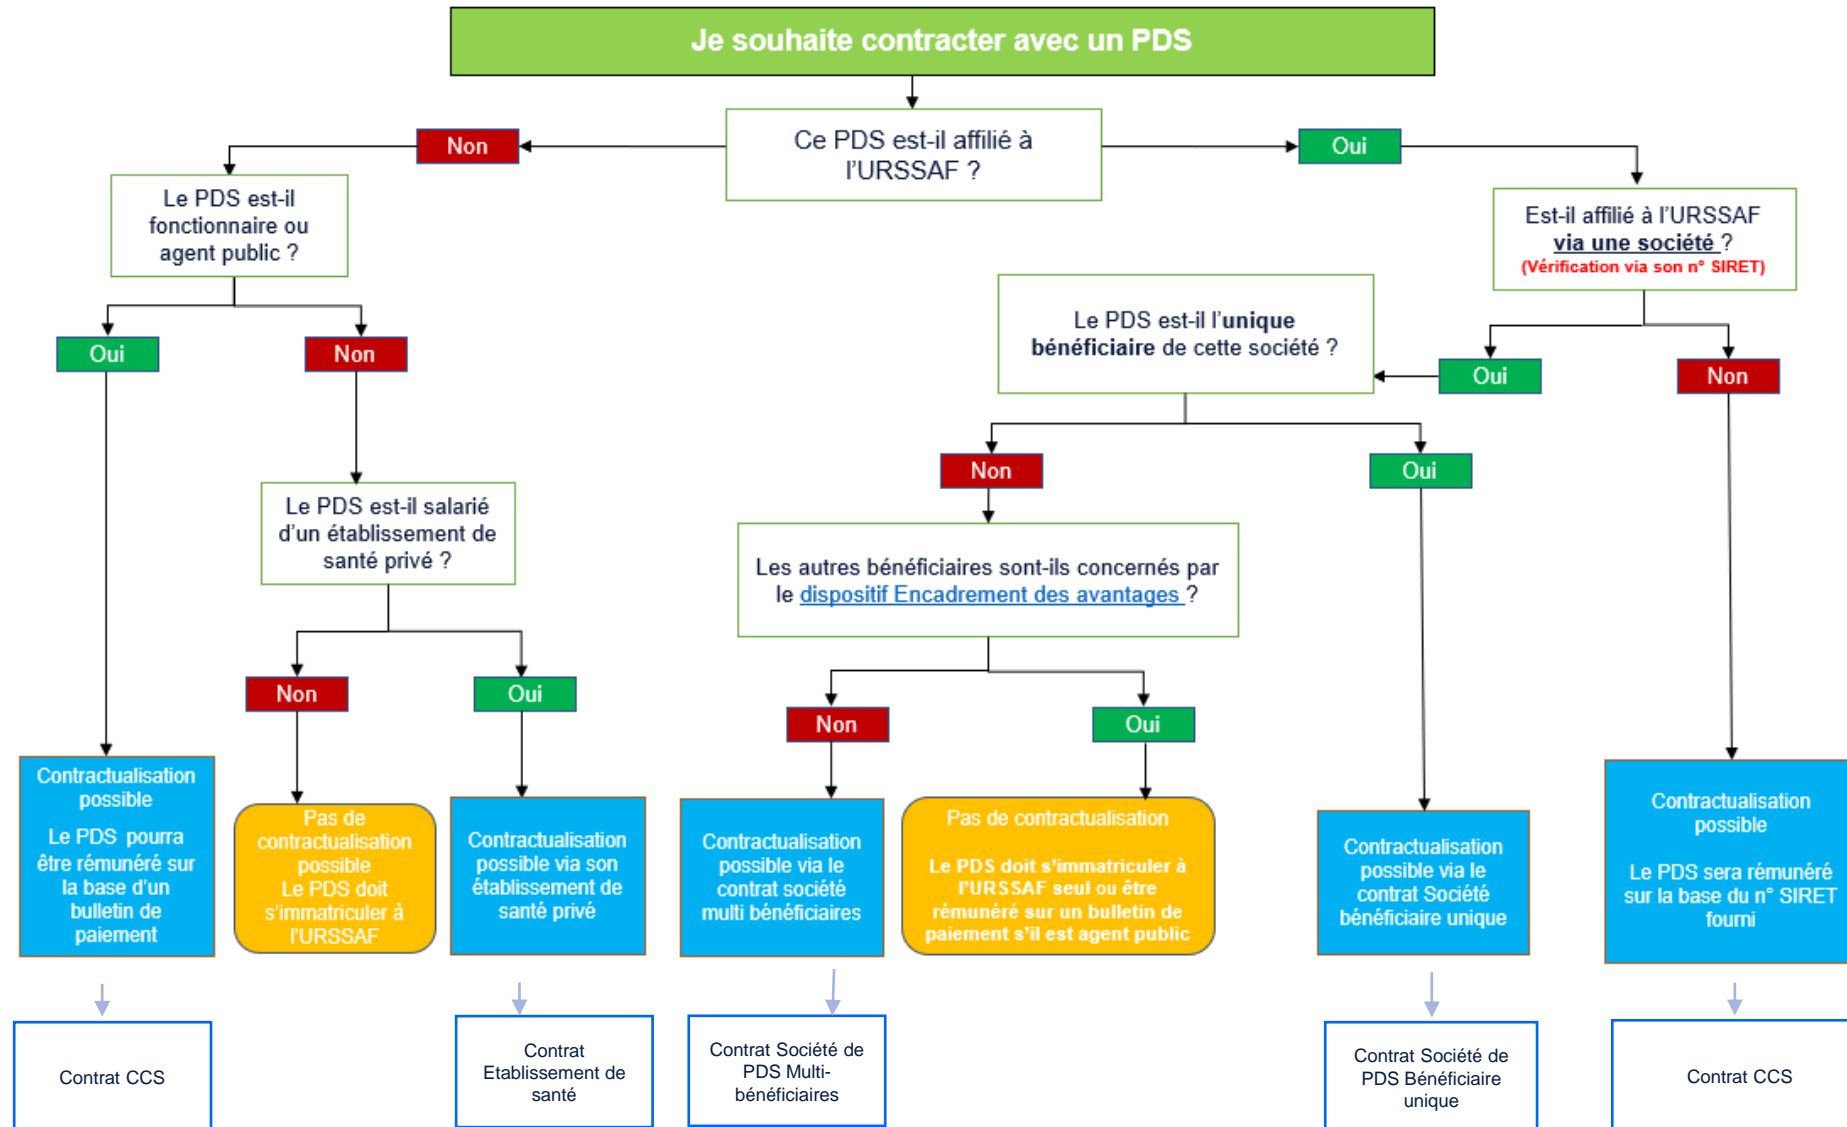 Je souhaite contracter avec un PDS
Ce PDS est-il affilié à
l'URSSAF ?
Non
Oui
Le PDS est-il
fonctionnaire ou
agent public ?
Est-il affilié à l'URSSAF
via une société ?
(Vérification via son n° SIRET)
Le PDS est-il l'unique
bénéficiaire de cette société ?
Oui
Non
Oui
Non
Non
Oui
Le PDS est-il salarié
d'un établissement de
santé privé ?
Les autres bénéficiaires sont-ils concernés par
le dispositif Encadrement des avantages ?
Non
Oui
Non
Oui
Contractualisation
possible
Le PDS pourra
être rémunéré sur
la base d'un
bulletin de
paiement
Pas de
contractualisation
possible
Le PDS doit
s'immatriculer à
l'URSSAF
Contractualisation
possible via son
établissement de
santé privé
Contractualisation
possible via le
contrat société
multi bénéficiaires
Pas de contractualisation
Le PDS doit s'immatriculer à
l'URSSAF seul ou être
rémunéré sur un bulletin de
paiement s'il est agent public
Contractualisation
possible via le
contrat Société
bénéficiaire unique
Contractualisation
possible
Le PDS sera rémunéré
sur la base du n° SIRET
fourni
Contrat CCS
Contrat
Etablissement de
santé
Contrat Société de
PDS Multi-
bénéficiaires
Contrat Société de
PDS Bénéficiaire
unique
Contrat CCS